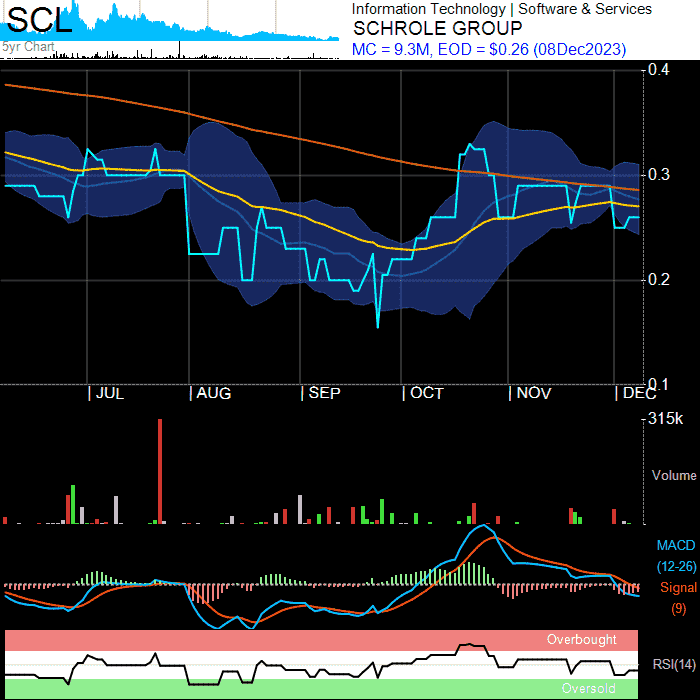 SCL
5yr Chart
Information Technology | Software & Services
SCHROLE GROUP
MC = 9.3M, EOD = $0.26 (08Dec2023)
0.4
0.3
0.2
0.1
| JUL | AUG | SEP | OCT | NOV | DEC
315k
Volume
MACD
(12-26)
Signal
(9)
Overbought
RSI(14)
Oversold